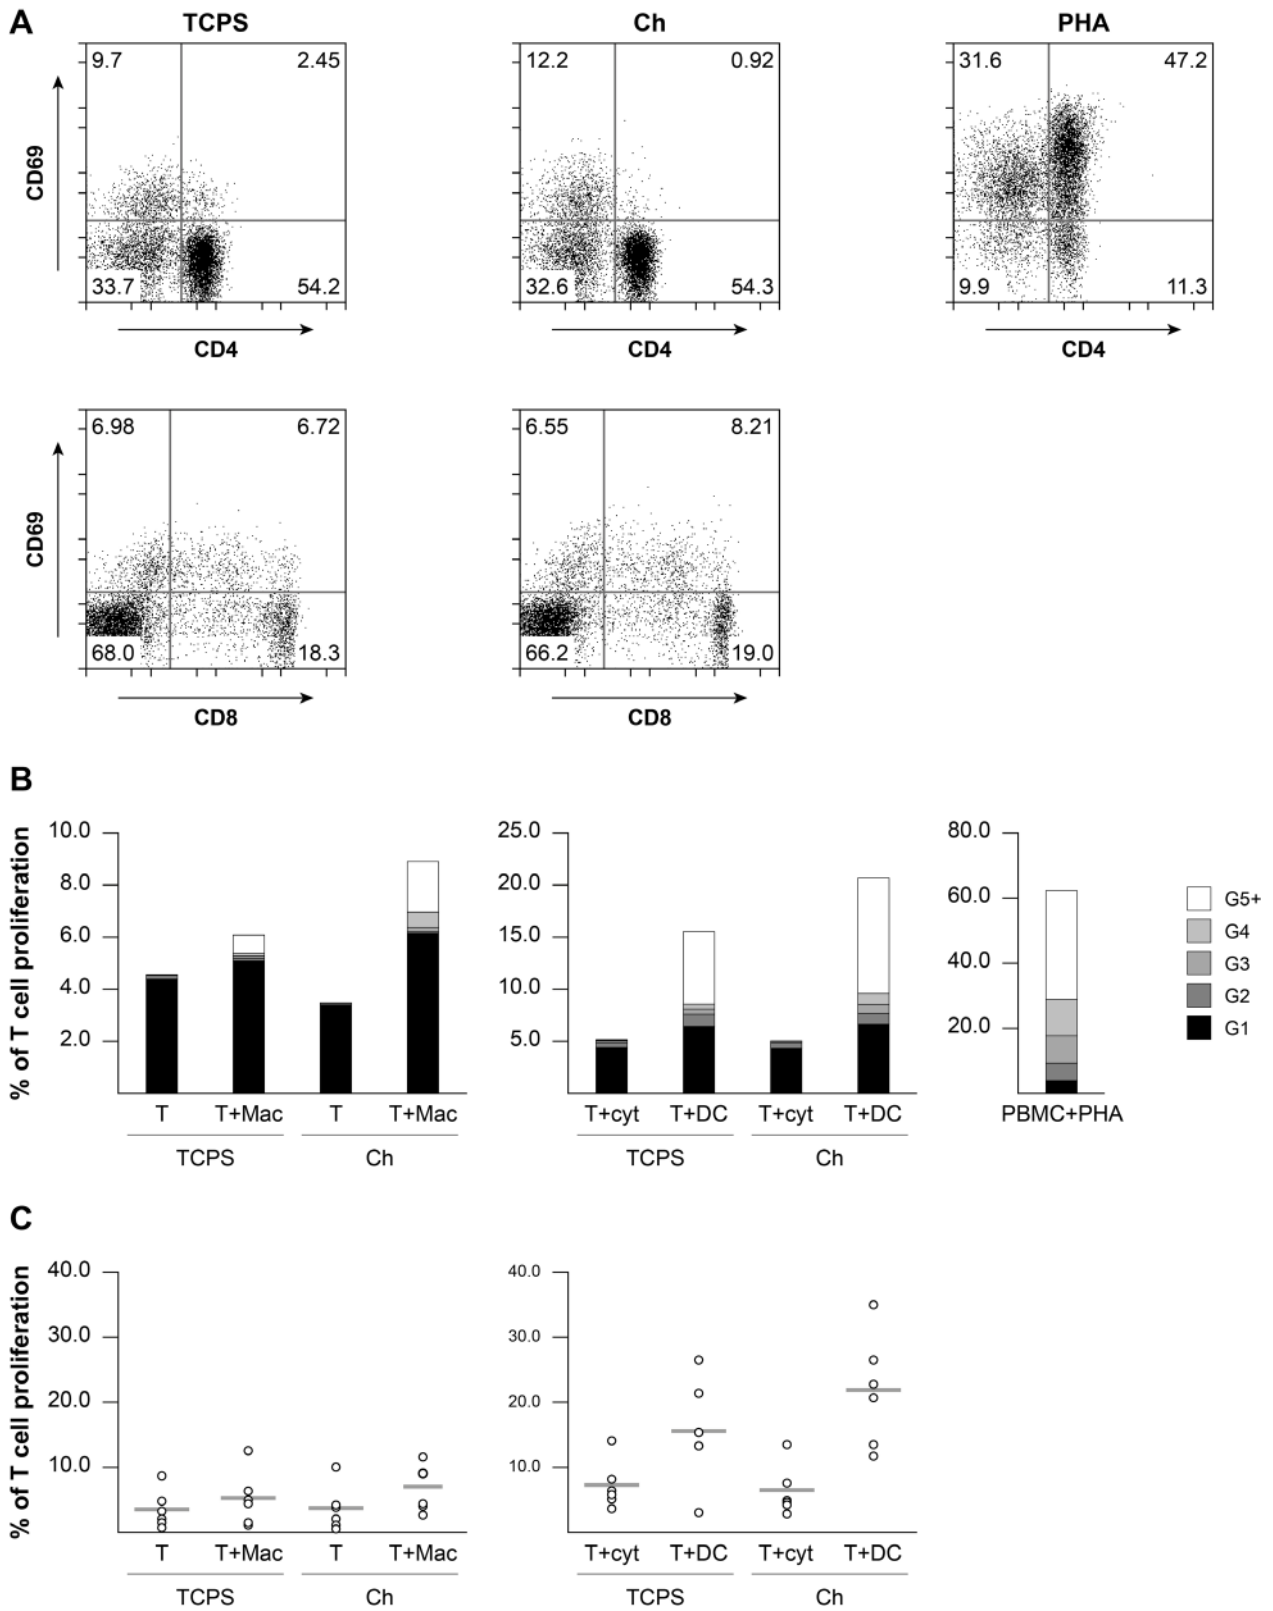 A
TCPS Ch PHA
9.7 2.45 12.2 0.92 31.6 47.2
CD69
33.7 54.2 32.6 54.3 9.9 11.3
CD4 CD4 CD4
6.98 6.72 6.55 8.21
CD69
68.0 18.3 66.2 19.0
CD8 CD8
B
% of T cell proliferation
10.0
8.0
6.0
4.0
2.0
T T+Mac T T+Mac
TCPS Ch
25.0
20.0
15.0
10.0
5.0
T+cyt T+DC T+cyt T+DC
TCPS Ch
80.0
60.0
40.0
20.0
PBMC+PHA
G5+
G4
G3
G2
G1
C
% of T cell proliferation
40.0
30.0
20.0
10.0
T T+Mac T T+Mac
TCPS Ch
40.0
30.0
20.0
10.0
T+cyt T+DC T+cyt T+DC
TCPS Ch